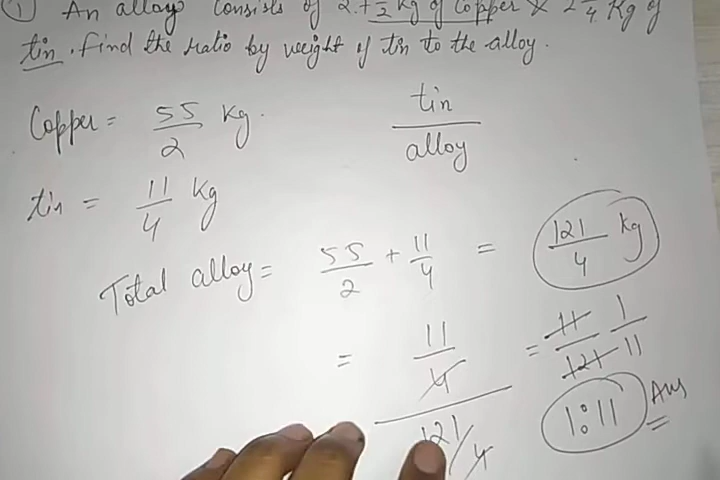 ① An alloy consists of 27 1/2 Kg of Copper & 2 3/4 Kg of
tin. find the ratio by weight of tin to the alloy.
Copper = 55/2 Kg.
tin/alloy
tin = 11/4 Kg
Total alloy = 55/2 + 11/4 = 121/4 Kg
= 11/4 / 121/4 = 11/121 1/11
1:11 Ans